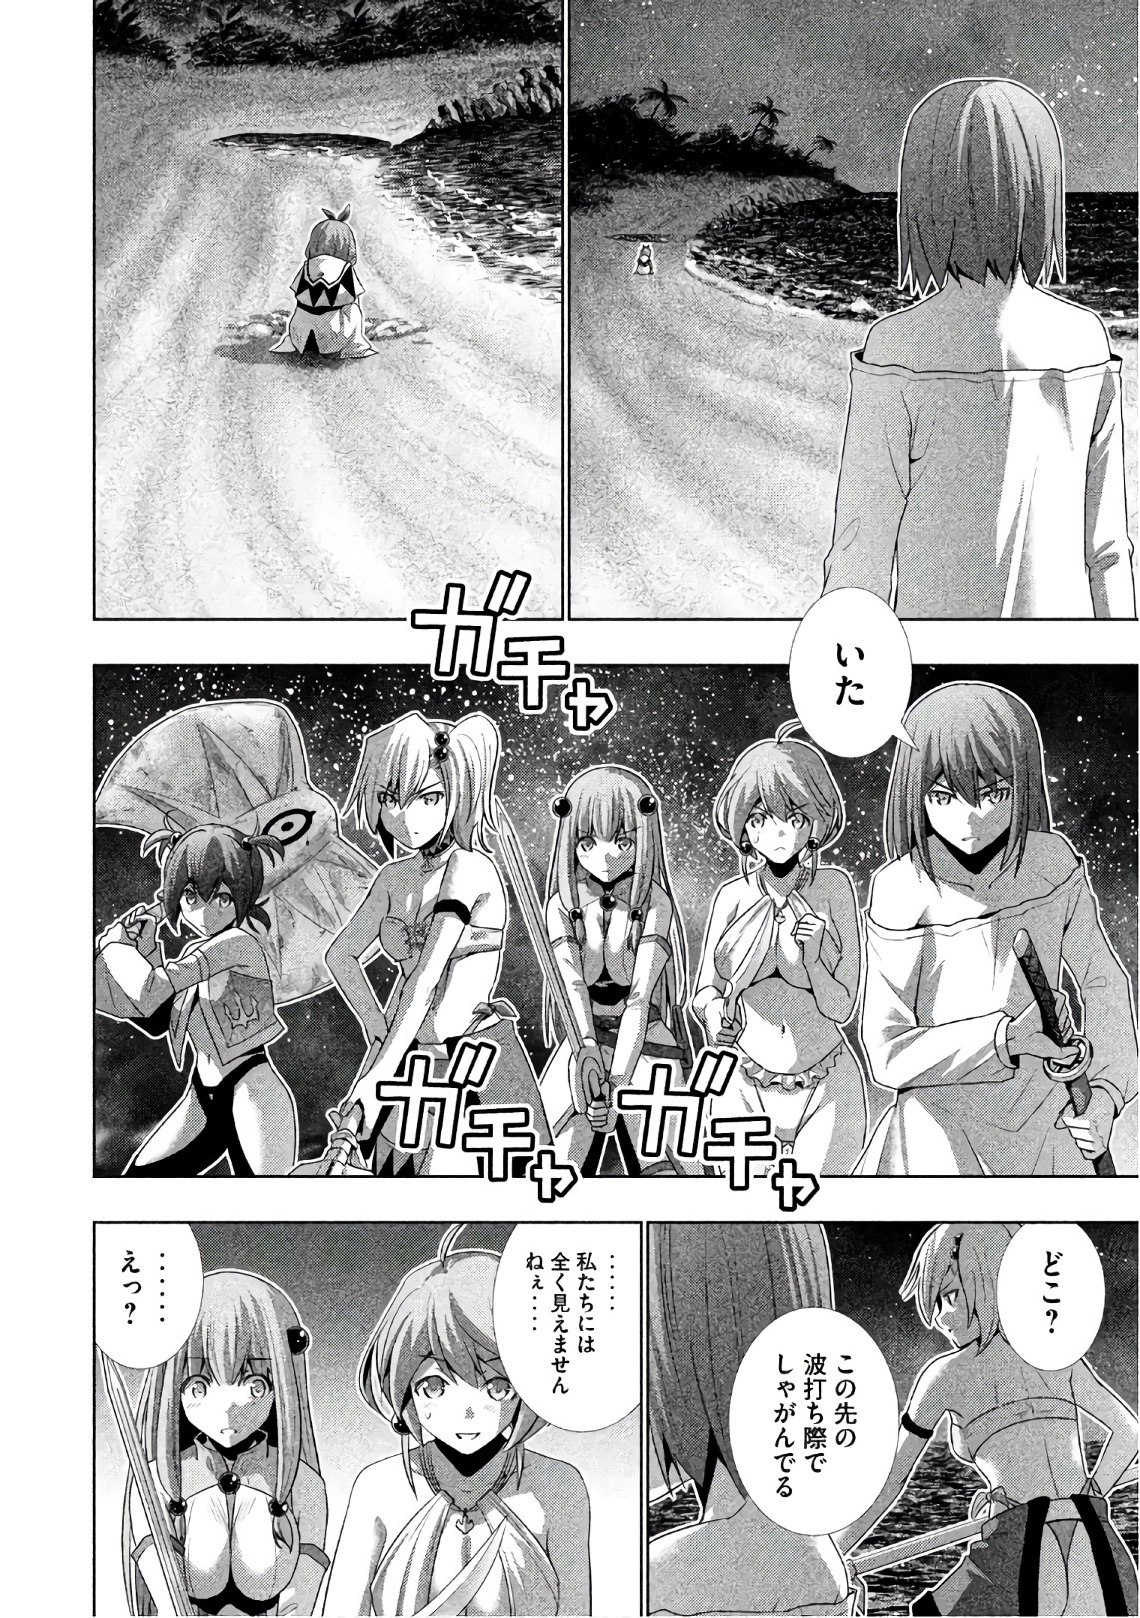 いた
ガチャ
ガチャ
ガチャ
どこ？
この先の
波打ち際で
しゃがんでる
‥‥‥
私たちには
全く見えません
ねぇ‥‥
‥‥‥
えっ？